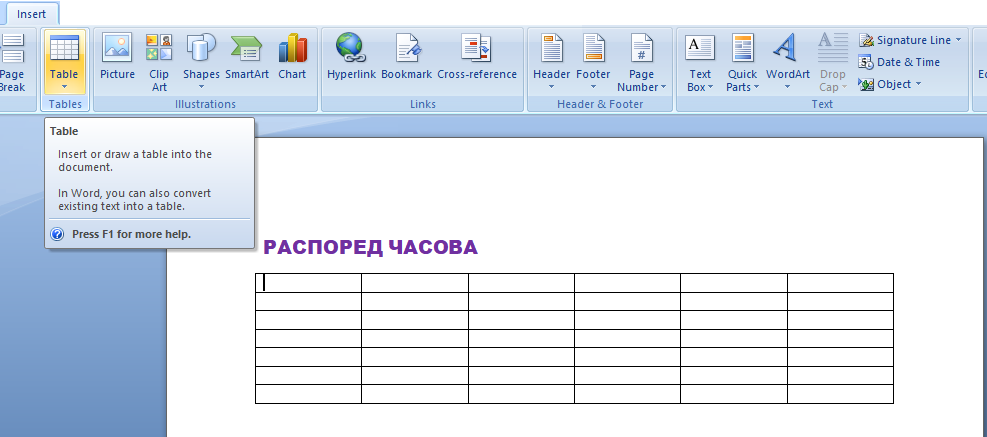 Insert
Page Break
Table
Picture
Clip Art
Shapes
SmartArt
Chart
Hyperlink
Bookmark
Cross-reference
Header
Footer
Page Number
#
A
Text Box
Quick Parts
A
WordArt
A
Drop Cap
Signature Line
5
Date & Time
Object
Tables
Illustrations
Links
Header & Footer
Text
Table
Insert or draw a table into the
document.
In Word, you can also convert
existing text into a table.
Press F1 for more help.
РАСПОРЕД ЧАСОВА